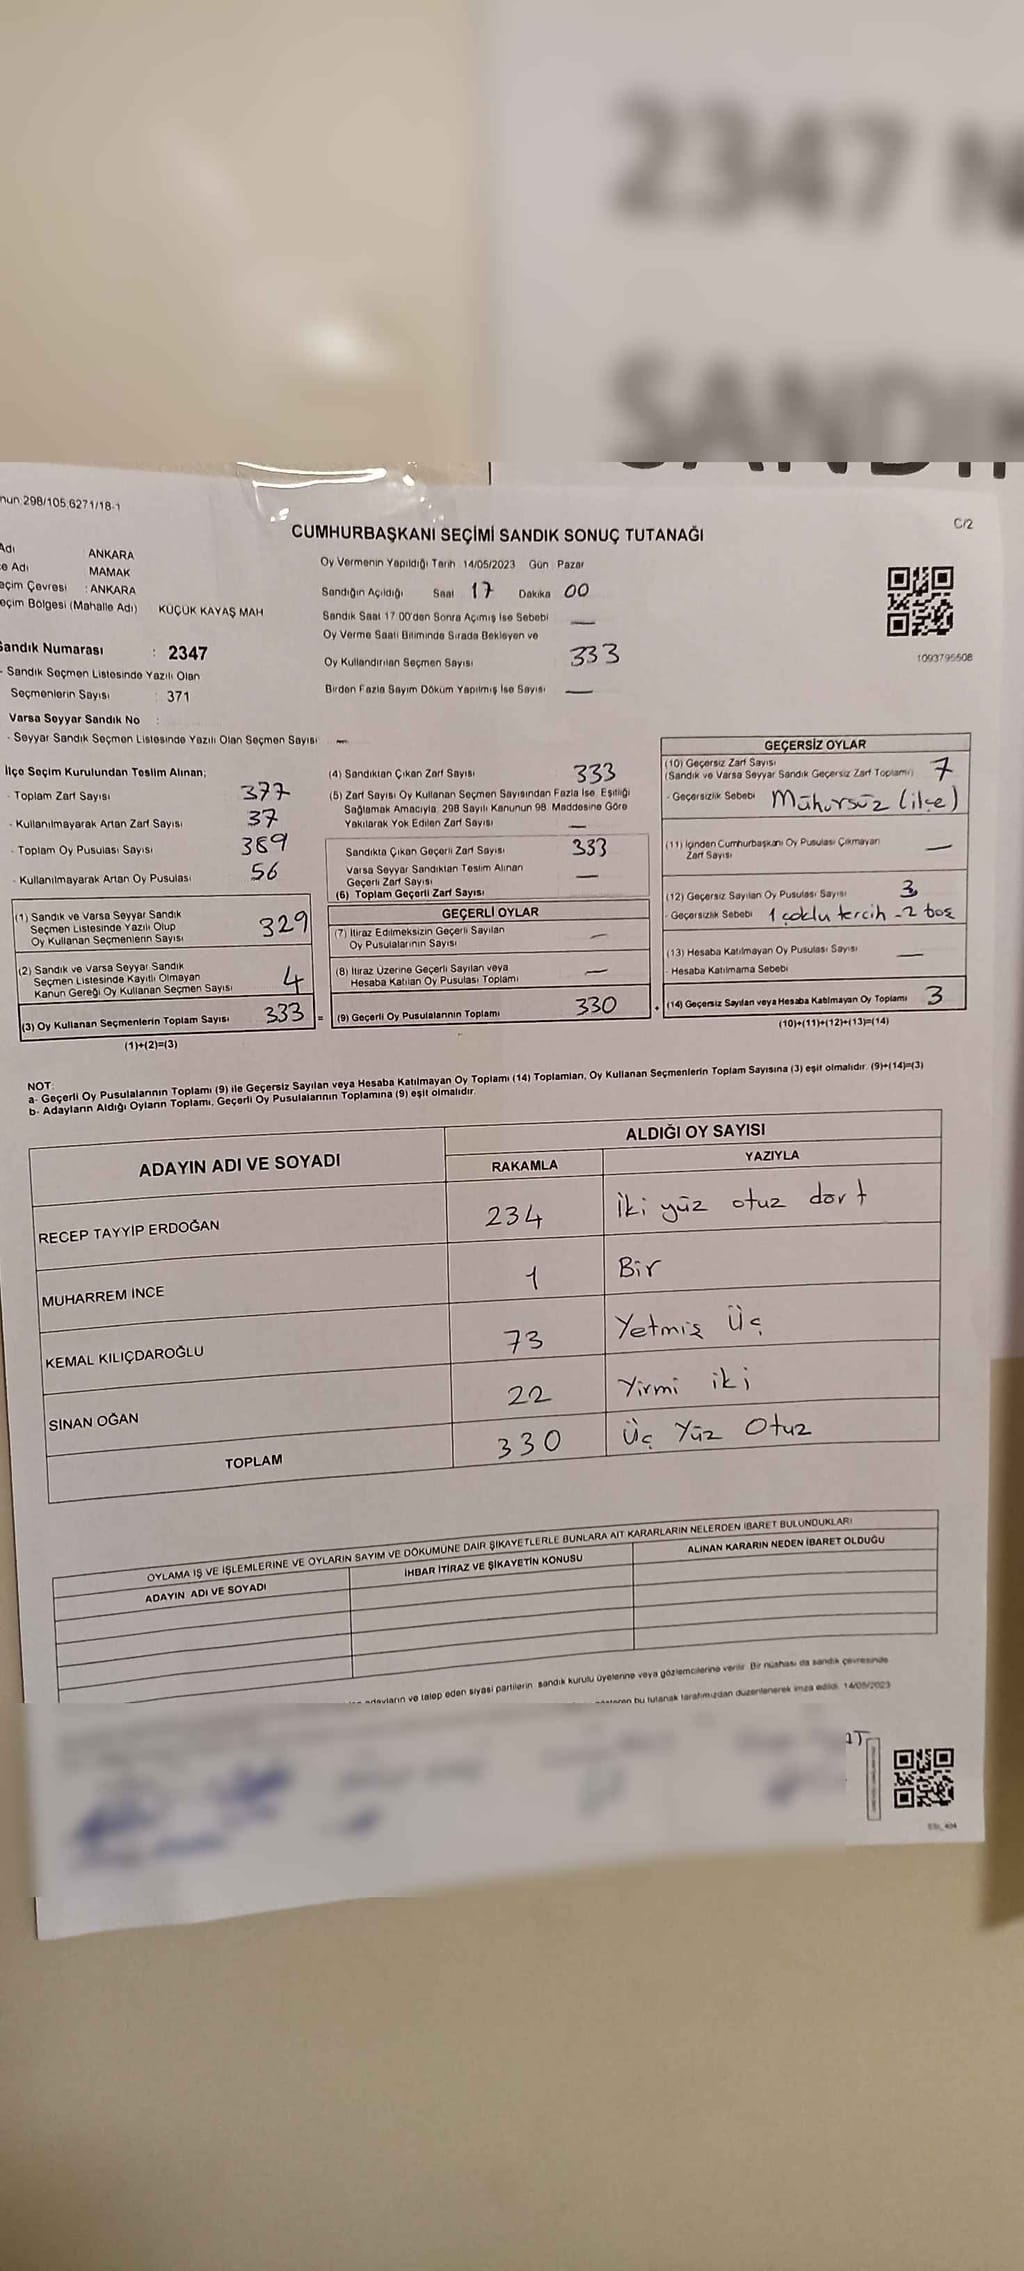 2347 N
SANDIK
nun 298/105 6271/18-1
C/2
CUMHURBAŞKANI SEÇİMİ SANDIK SONUÇ TUTANAĞI
Adı ANKARA
e Adı MAMAK
eçim Çevresi : ANKARA
eçim Bölgesi (Mahalle Adı) KÜÇÜK KAYAŞ MAH
Sandık Numarası : 2347
- Sandık Seçmen Listesinde Yazılı Olan
Seçmenlerin Sayısı : 371
Varsa Seyyar Sandık No :
- Seyyar Sandık Seçmen Listesinde Yazılı Olan Seçmen Sayısı —
Oy Vermenin Yapıldığı Tarih 14/05/2023 Gün Pazar
Sandığın Açıldığı Saat 17 Dakika 00
Sandık Saat 17 00'den Sonra Açımış İse Sebebi —
Oy Verme Saati Bitiminde Sırada Bekleyen ve
Oy Kullandırılan Seçmen Sayısı 333
Birden Fazla Sayım Döküm Yapılmış İse Sayısı —
1093795508
İlçe Seçim Kurulundan Teslim Alınan;
- Toplam Zarf Sayısı 377
- Kullanılmayarak Artan Zarf Sayısı 37
- Toplam Oy Pusulası Sayısı 389
- Kullanılmayarak Artan Oy Pusulası 56
(1) Sandık ve Varsa Seyyar Sandık
Seçmen Listesinde Yazılı Olup
Oy Kullanan Seçmenlerin Sayısı 329
(2) Sandık ve Varsa Seyyar Sandık
Seçmen Listesinde Kayıtlı Olmayan
Kanun Gereği Oy Kullanan Seçmen Sayısı 4
(3) Oy Kullanan Seçmenlerin Toplam Sayısı 333 =
(1)+(2)=(3)
(4) Sandıktan Çıkan Zarf Sayısı 333
(5) Zarf Sayısı Oy Kullanan Seçmen Sayısından Fazla İse, Eşitliği
Sağlamak Amacıyla, 298 Sayılı Kanunun 98. Maddesine Göre
Yakılarak Yok Edilen Zarf Sayısı —
Sandıkta Çıkan Geçerli Zarf Sayısı 333
Varsa Seyyar Sandıktan Teslim Alınan
Geçerli Zarf Sayısı —
(6) Toplam Geçerli Zarf Sayısı
GEÇERLİ OYLAR
(7) İtiraz Edilmeksizin Geçerli Sayılan
Oy Pusulalarının Sayısı —
(8) İtiraz Üzerine Geçerli Sayılan veya
Hesaba Katılan Oy Pusulası Toplamı —
(9) Geçerli Oy Pusulalarının Toplamı 330
GEÇERSİZ OYLAR
(10) Geçersiz Zarf Sayısı
(Sandık ve Varsa Seyyar Sandık Geçersiz Zarf Toplamı) 7
- Geçersizlik Sebebi Mühürsüz (ilçe)
(11) İçinden Cumhurbaşkanı Oy Pusulası Çıkmayan
Zarf Sayısı —
(12) Geçersiz Sayılan Oy Pusulası Sayısı 3
- Geçersizlik Sebebi 1 çoklu tercih - 2 boş
(13) Hesaba Katılmayan Oy Pusulası Sayısı —
- Hesaba Katılmama Sebebi
(14) Geçersiz Sayılan veya Hesaba Katılmayan Oy Toplamı 3
(10)+(11)+(12)+(13)=(14)
NOT:
a- Geçerli Oy Pusulalarının Toplamı (9) ile Geçersiz Sayılan veya Hesaba Katılmayan Oy Toplamı (14) Toplamları, Oy Kullanan Seçmenlerin Toplam Sayısına (3) eşit olmalıdır. (9)+(14)=(3)
b- Adayların Aldığı Oyların Toplamı, Geçerli Oy Pusulalarının Toplamına (9) eşit olmalıdır.
ADAYIN ADI VE SOYADI
ALDIĞI OY SAYISI
RAKAMLA YAZIYLA
RECEP TAYYİP ERDOĞAN 234 İki yüz otuz dört
MUHARREM İNCE 1 Bir
KEMAL KILIÇDAROĞLU 73 Yetmiş Üç
SİNAN OĞAN 22 Yirmi iki
TOPLAM 330 Üç Yüz Otuz
OYLAMA İŞ VE İŞLEMLERİNE VE OYLARIN SAYIM VE DÖKÜMÜNE DAİR ŞİKAYETLERLE BUNLARA AİT KARARLARIN NELERDEN İBARET BULUNDUKLARI
ADAYIN ADI VE SOYADI İHBAR İTİRAZ VE ŞİKAYETİN KONUSU ALINAN KARARIN NEDEN İBARET OLDUĞU
adayların ve talep eden siyasi partilerin sandık kurulu üyelerine veya gözlemcilerine verilir. Bir nüshası da sandık çevresinde
bu tutanak tarafımızdan düzenlenerek imza edildi. 14/05/2023